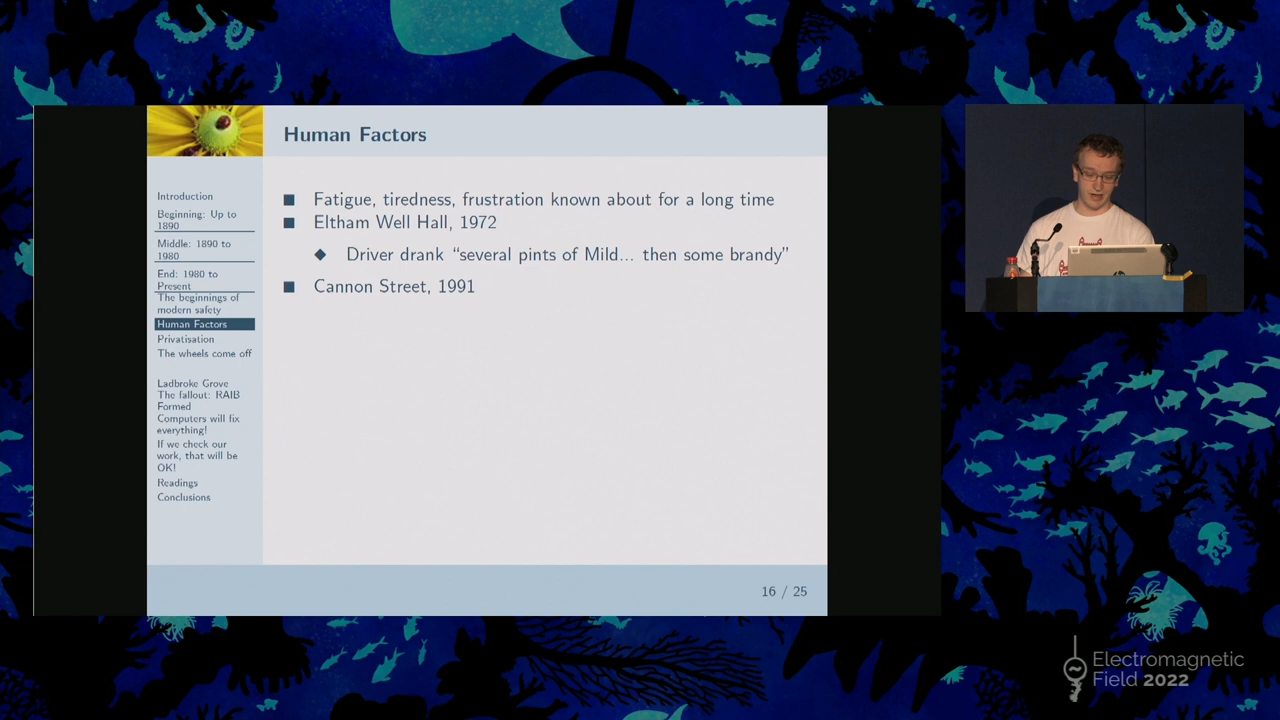 Human Factors
Introduction
Beginning: Up to
1890
Middle: 1890 to
1980
End: 1980 to
Present
The beginnings of
modern safety
Human Factors
Privatisation
The wheels come off
Ladbroke Grove
The fallout: RAIB
Formed
Computers will fix
everything!
If we check our
work, that will be
OK!
Readings
Conclusions
■ Fatigue, tiredness, frustration known about for a long time
■ Eltham Well Hall, 1972
◆ Driver drank “several pints of Mild... then some brandy”
■ Cannon Street, 1991
16 / 25
Electromagnetic
Field 2022